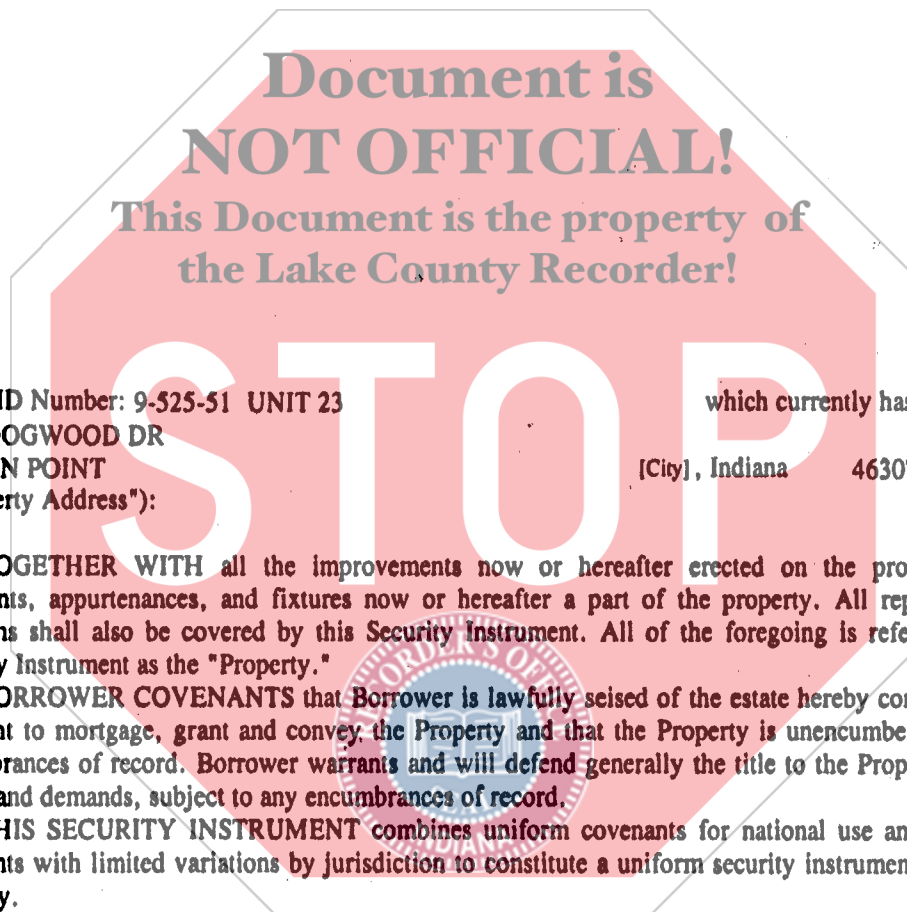 Document is
NOT OFFICIAL!
This Document is the property of
the Lake County Recorder!
STOP
ID Number: 9-525-51 UNIT 23 which currently has
OGWOOD DR
N POINT [City], Indiana 4630
erty Address"):
OGETHER WITH all the improvements now or hereafter erected on the pro
nts, appurtenances, and fixtures now or hereafter a part of the property. All rep
ns shall also be covered by this Security Instrument. All of the foregoing is refe
y Instrument as the "Property."
ORROWER COVENANTS that Borrower is lawfully seised of the estate hereby con
nt to mortgage, grant and convey the Property and that the Property is unencumbe
orances of record. Borrower warrants and will defend generally the title to the Prop
and demands, subject to any encumbrances of record.
HIS SECURITY INSTRUMENT combines uniform covenants for national use an
nts with limited variations by jurisdiction to constitute a uniform security instrumen
y.
RECORDER'S OFFICE
INDIANA